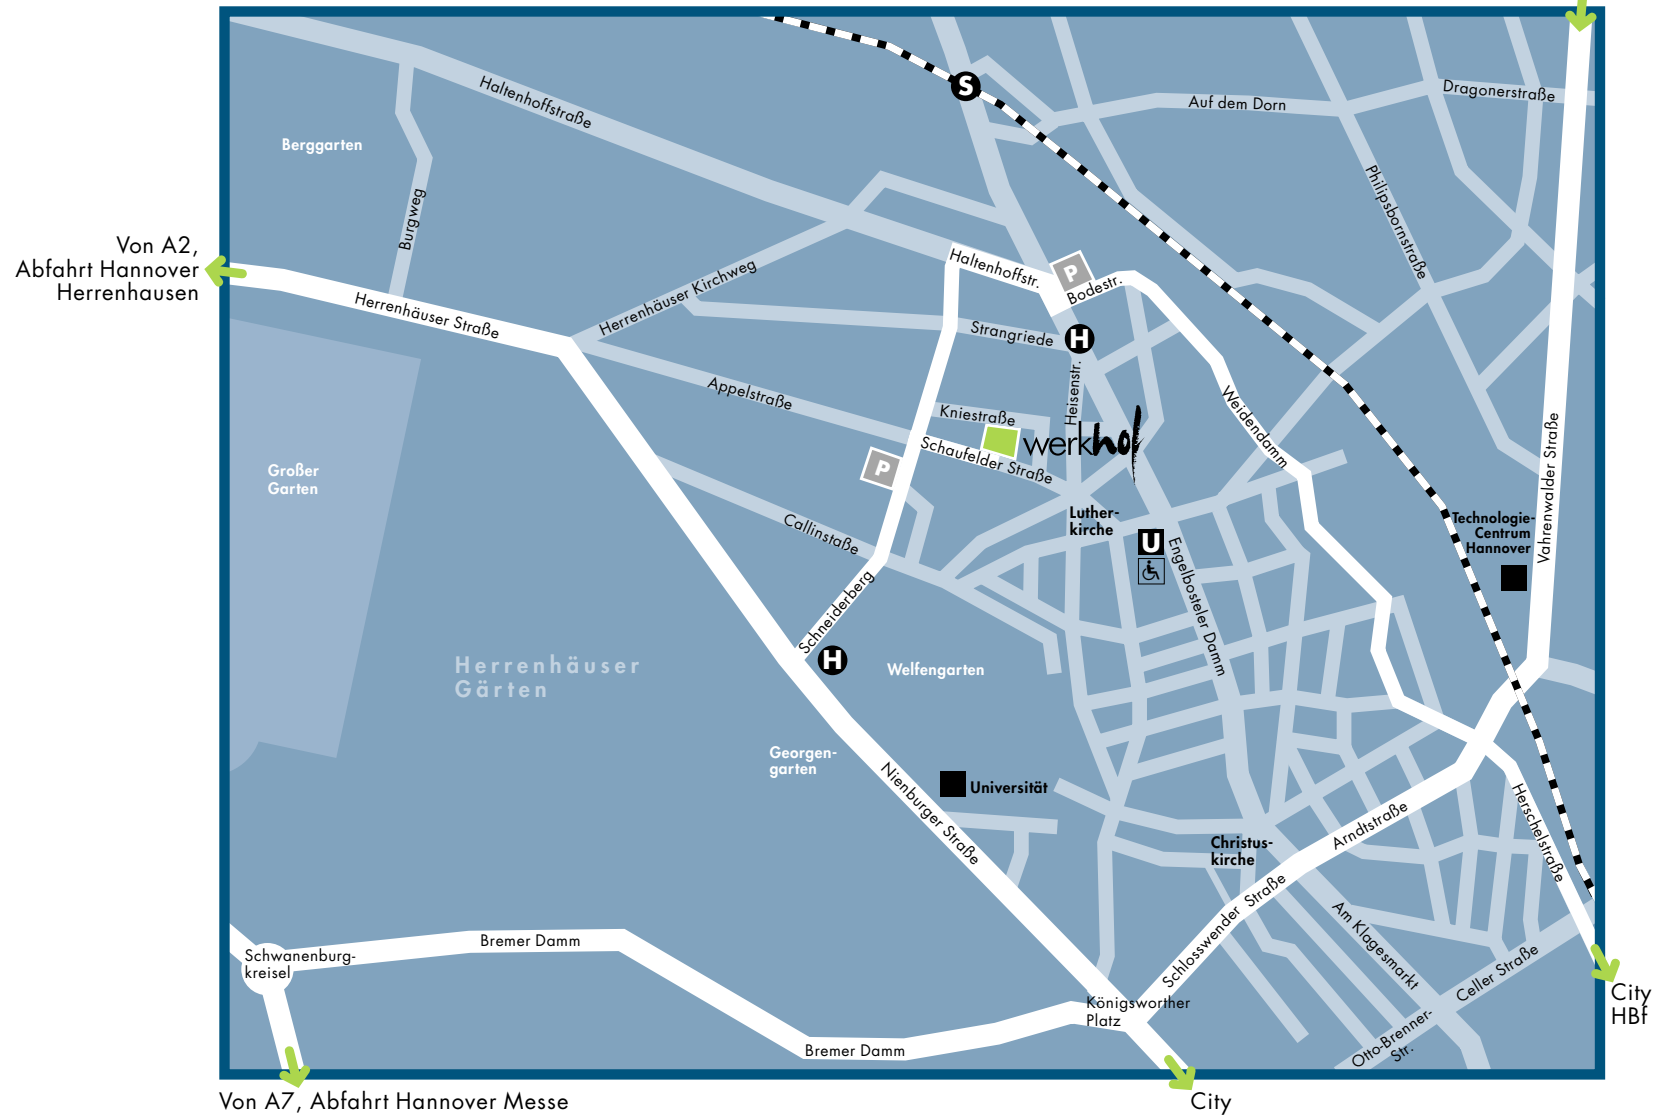 S
Haltenhoffstraße
Auf dem Dorn
Dragonerstraße
Berggarten
Burgweg
Philipsbornstraße
Von A2,
Abfahrt Hannover
Herrenhausen
Herrenhäuser Straße
Herrenhäuser Kirchweg
Haltenhoffstr.
P
Bodestr.
Strangriede
H
Heisenstr.
Appelstraße
Kniestraße
werkhof
Schaufelder Straße
Weidendamm
Vahrenwalder Straße
P
Großer
Garten
Callinstaße
Luther-
kirche
U
Engelbosteler Damm
Technologie-
Centrum
Hannover
Schneiderberg
H
Welfengarten
Herrenhäuser
Gärten
Georgen-
garten
Nienburger Straße
Universität
Christus-
kirche
Arndtstraße
Herschelstraße
Schlosswender Straße
Am Klagesmarkt
Celler Straße
Otto-Brenner-
Str.
Bremer Damm
Schwanenburg-
kreisel
Königsworther
Platz
Bremer Damm
City
HBf
Von A7, Abfahrt Hannover Messe
City